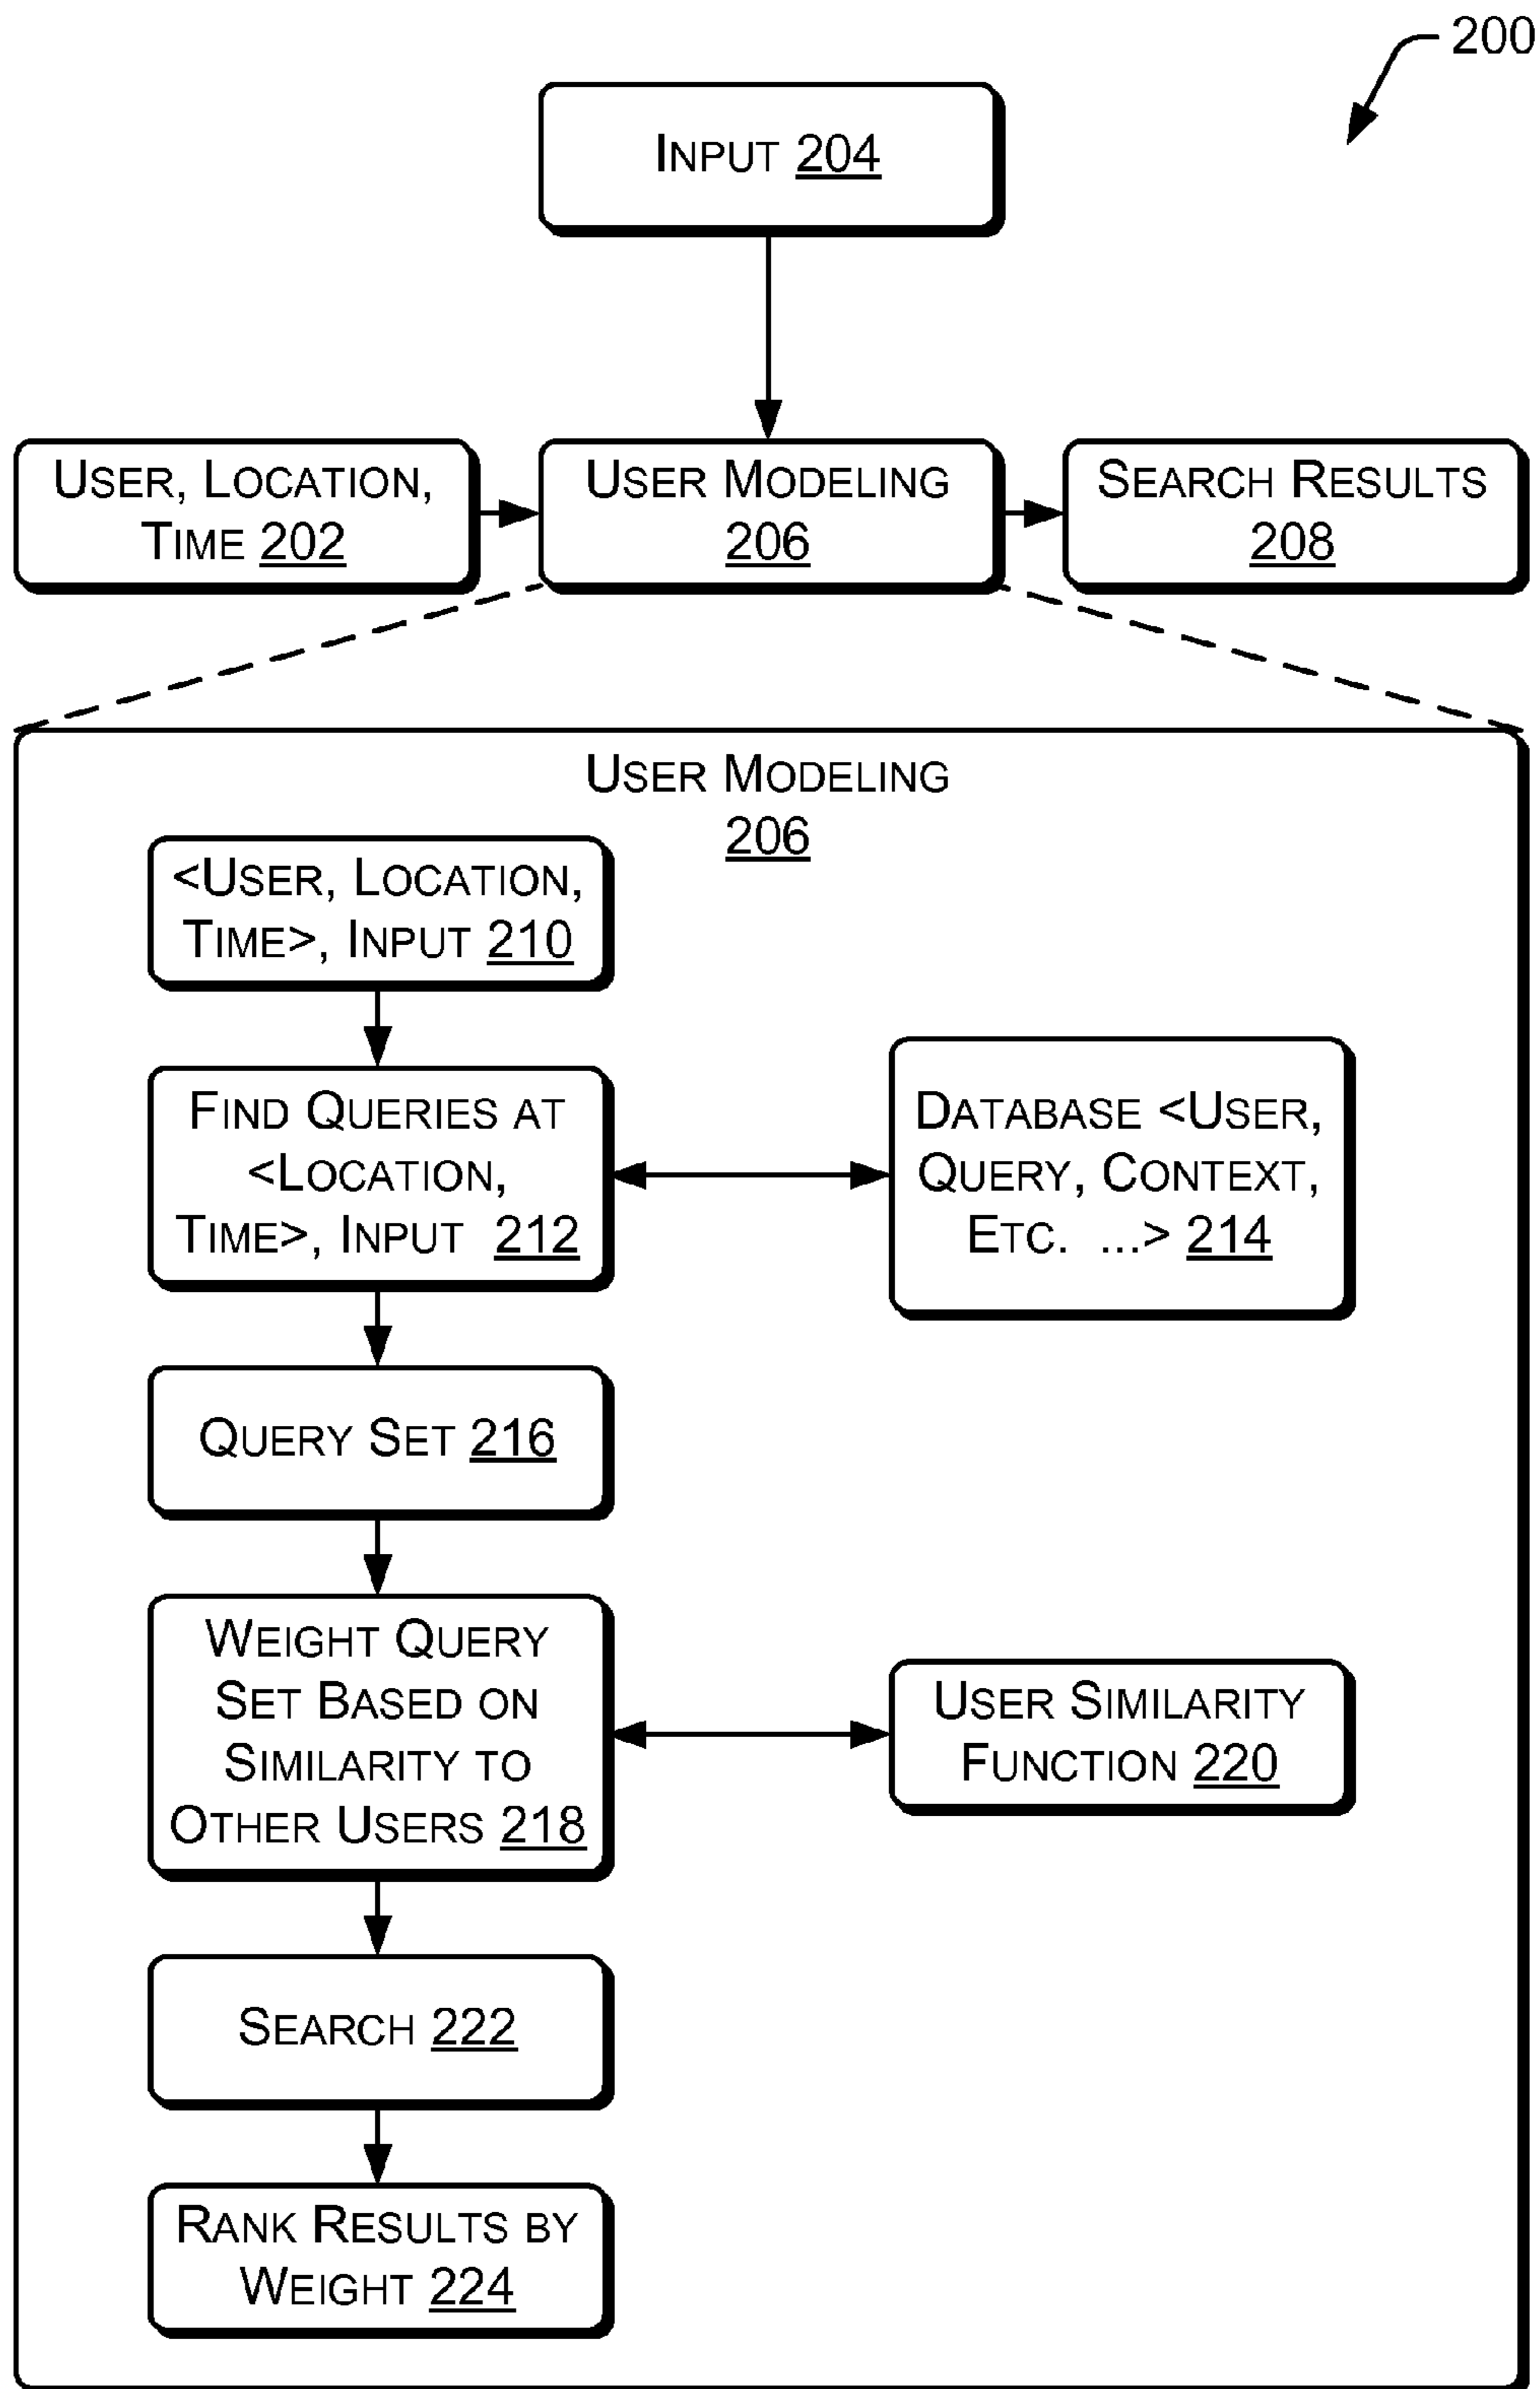 200
INPUT 204
USER, LOCATION,
TIME 202
USER MODELING
206
SEARCH RESULTS
208
USER MODELING
206
<USER, LOCATION,
TIME>, INPUT 210
FIND QUERIES AT
<LOCATION,
TIME>, INPUT 212
DATABASE <USER,
QUERY, CONTEXT,
ETC. ...> 214
QUERY SET 216
WEIGHT QUERY
SET BASED ON
SIMILARITY TO
OTHER USERS 218
USER SIMILARITY
FUNCTION 220
SEARCH 222
RANK RESULTS BY
WEIGHT 224